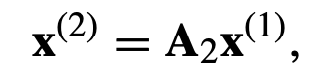 𝐱⁽²⁾ = 𝐀₂𝐱⁽¹⁾,